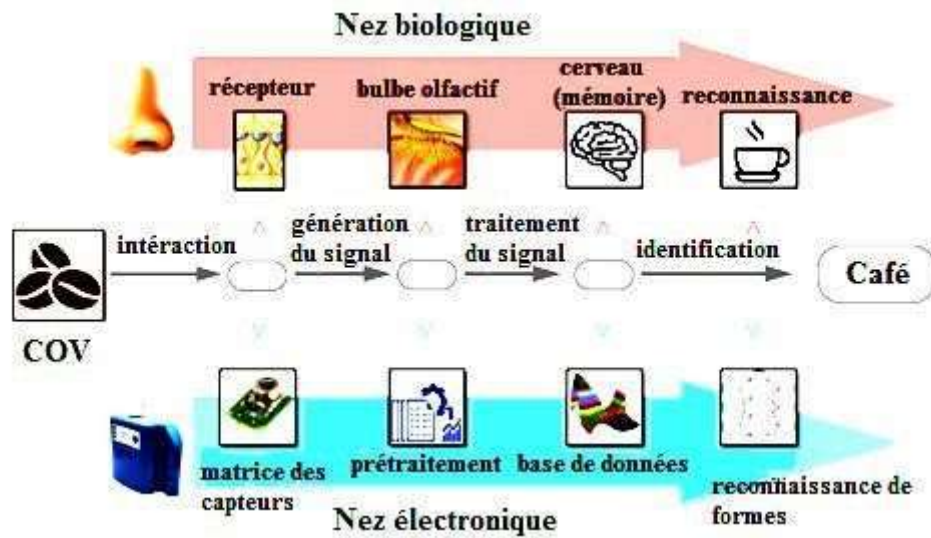 Nez biologique
récepteur
bulbe olfactif
cerveau
(mémoire)
reconnaissance
intéraction
génération
du signal
traitement
du signal
identification
Café
COV
matrice des
capteurs
prétraitement
base de données
reconnaissance de
formes
Nez électronique